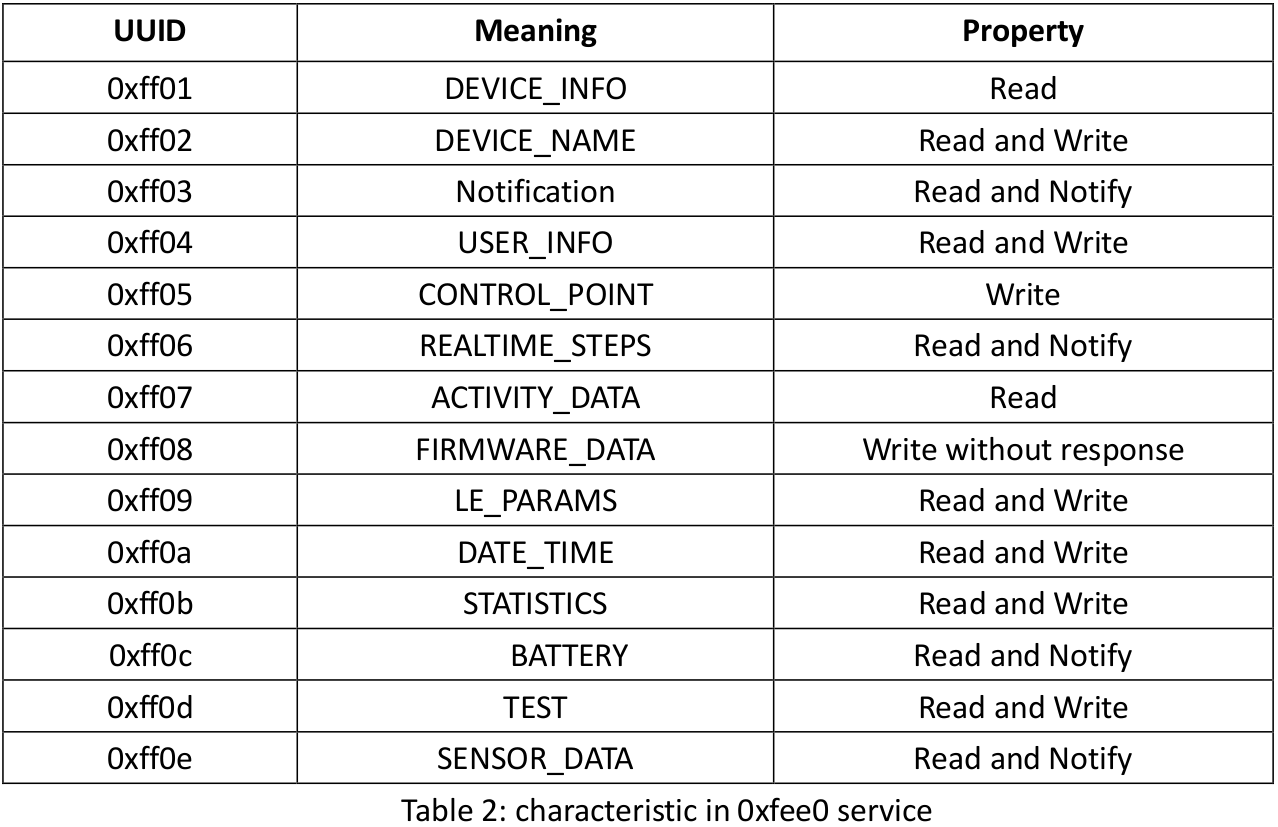 UUID Meaning Property
0xff01 DEVICE_INFO Read
0xff02 DEVICE_NAME Read and Write
0xff03 Notification Read and Notify
0xff04 USER_INFO Read and Write
0xff05 CONTROL_POINT Write
0xff06 REALTIME_STEPS Read and Notify
0xff07 ACTIVITY_DATA Read
0xff08 FIRMWARE_DATA Write without response
0xff09 LE_PARAMS Read and Write
0xff0a DATE_TIME Read and Write
0xff0b STATISTICS Read and Write
0xff0c BATTERY Read and Notify
0xff0d TEST Read and Write
0xff0e SENSOR_DATA Read and Notify
Table 2: characteristic in 0xfee0 service